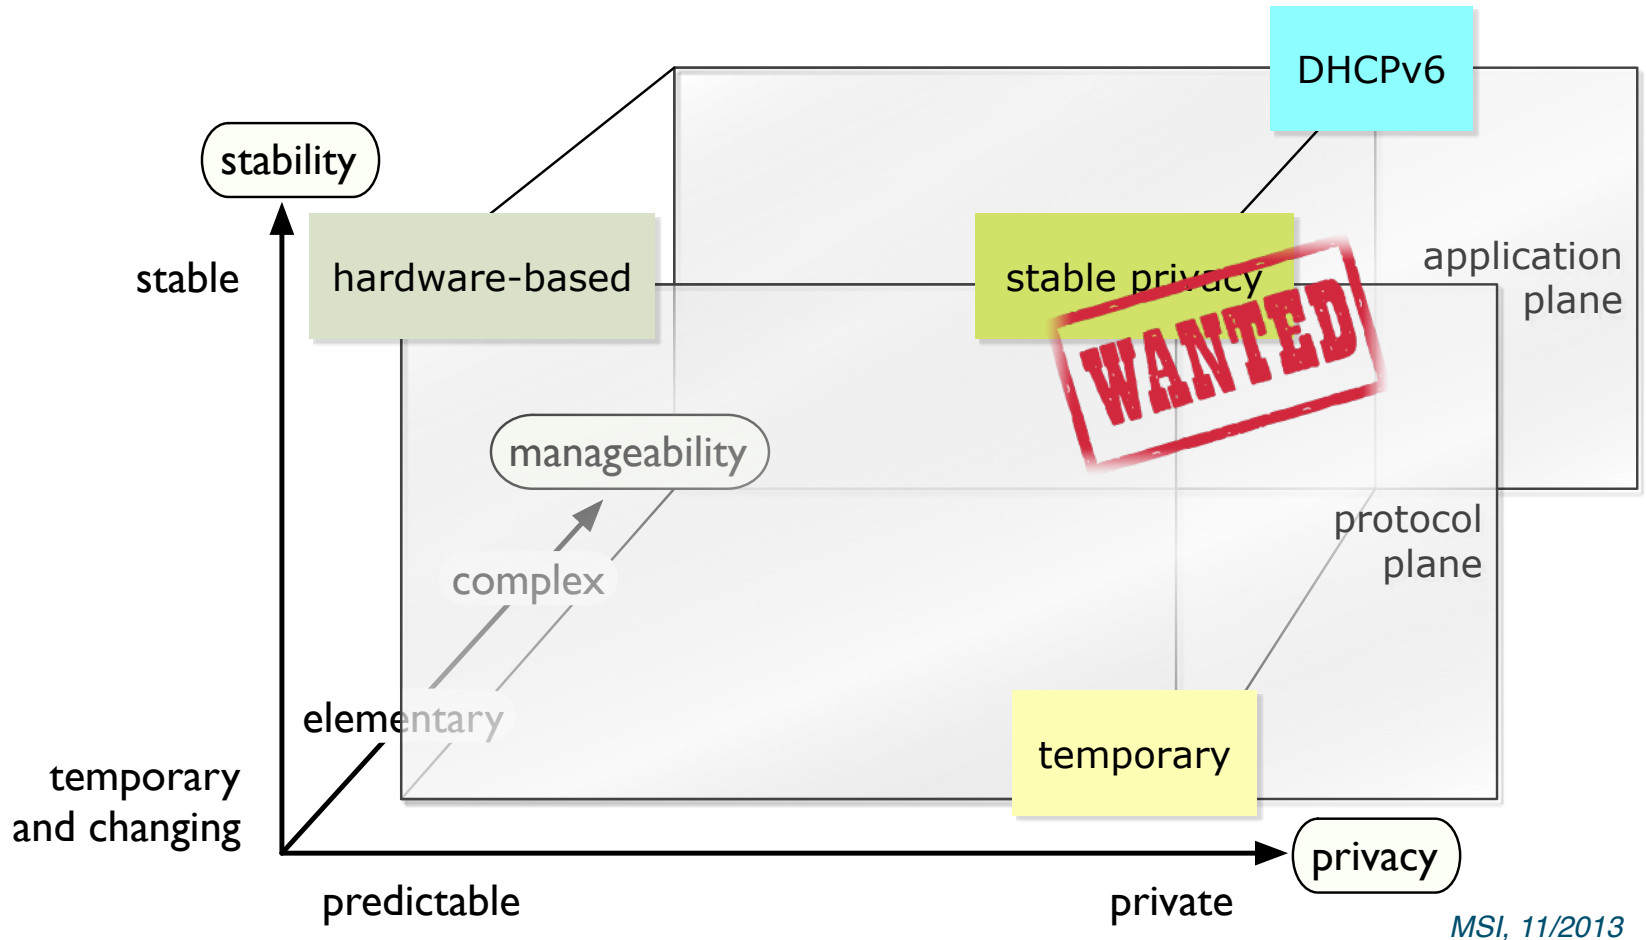 DHCPv6
stability
application
plane
stable
hardware-based
stable privacy
WANTED
manageability
protocol
plane
complex
elementary
temporary
temporary
and changing
privacy
predictable
private
MSI, 11/2013